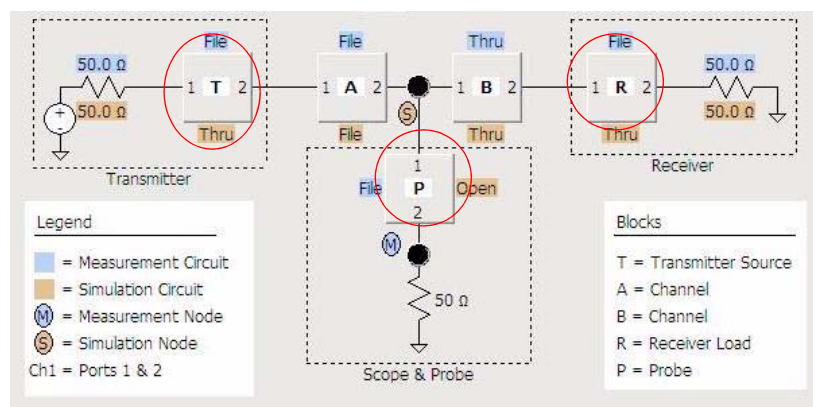 File File Thru File
50.0 Ω 50.0 Ω
1 T 2 1 A 2 1 B 2 1 R 2
+
-
50.0 Ω S 50.0 Ω
Thru File Thru Thru
Transmitter
Receiver
1
File P Open
2
M
50 Ω
Scope & Probe
Legend
= Measurement Circuit
= Simulation Circuit
M = Measurement Node
S = Simulation Node
Ch1 = Ports 1 & 2
Blocks
T = Transmitter Source
A = Channel
B = Channel
R = Receiver Load
P = Probe